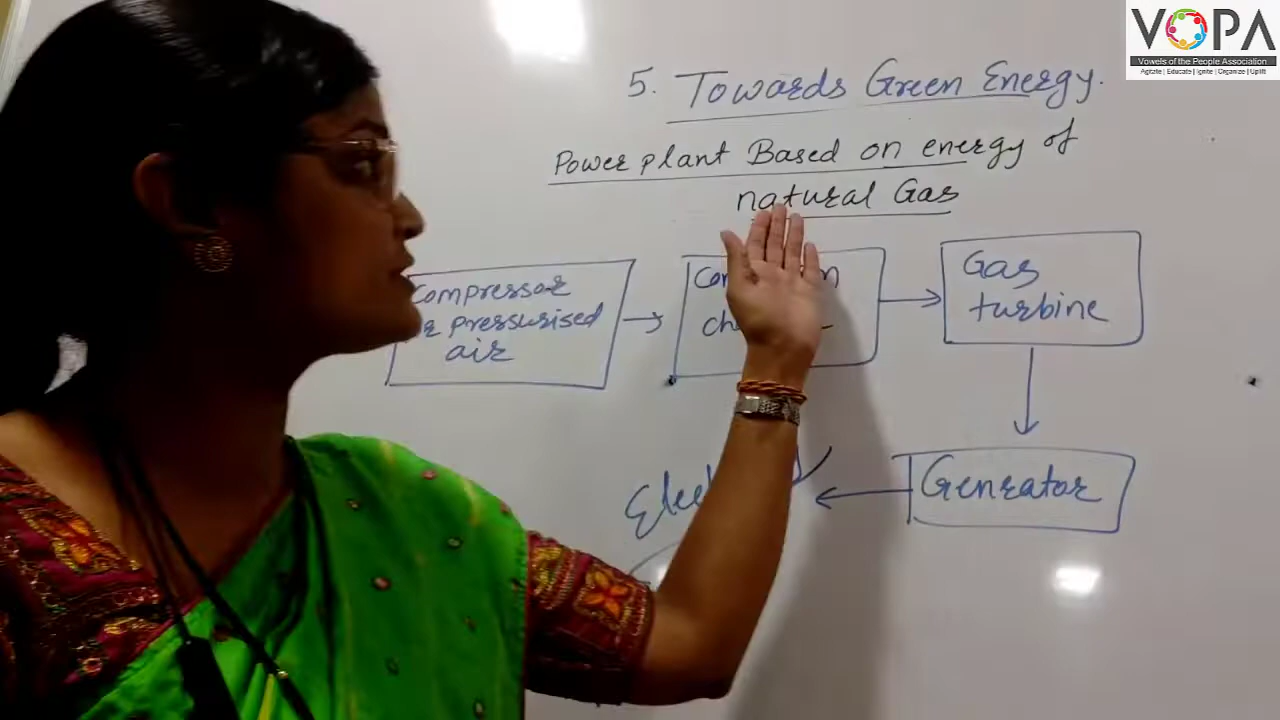 VOPA
Vowels of the People Association
Agitate | Educate | Ignite | Organize | Uplift
5. Towards Green Energy.
Power plant Based on energy of
natural Gas
Compressor
pressurised
air
Gas
turbine
Genrator